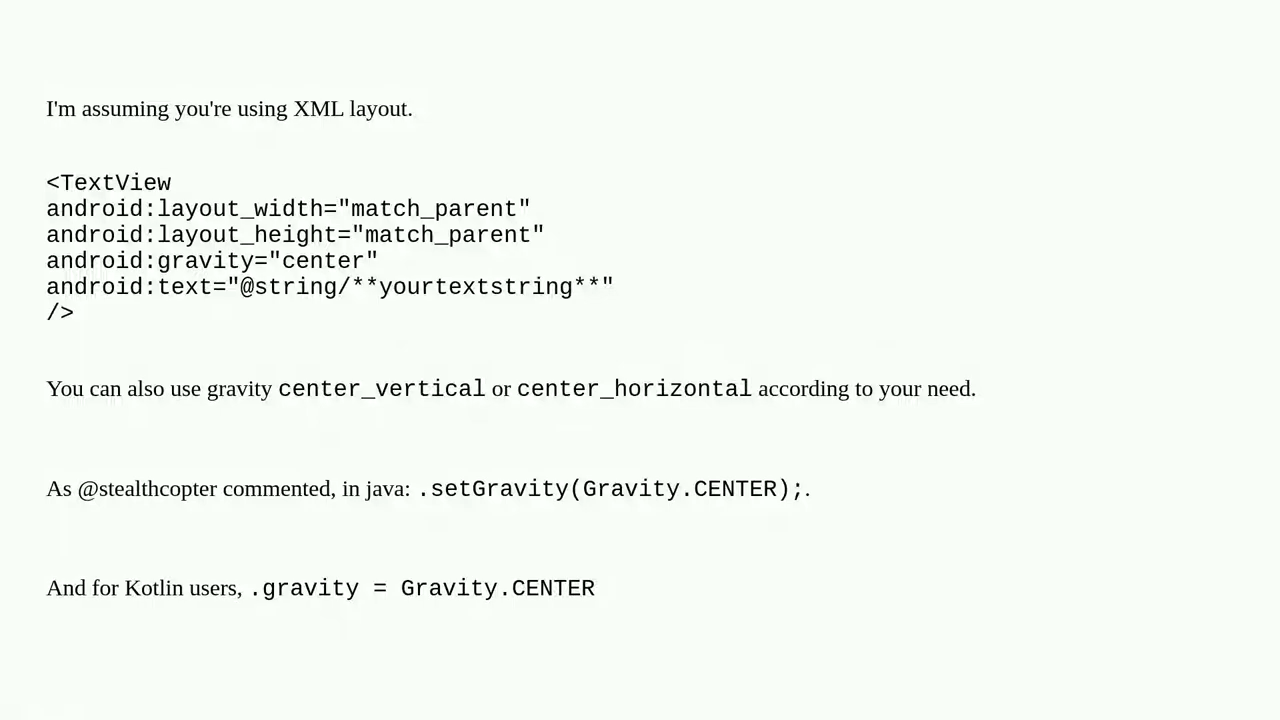 I'm assuming you're using XML layout.
<TextView
android:layout_width="match_parent"
android:layout_height="match_parent"
android:gravity="center"
android:text="@string/**yourtextstring**"
/>
You can also use gravity center_vertical or center_horizontal according to your need.
As @stealthcopter commented, in java: .setGravity(Gravity.CENTER);.
And for Kotlin users, .gravity = Gravity.CENTER